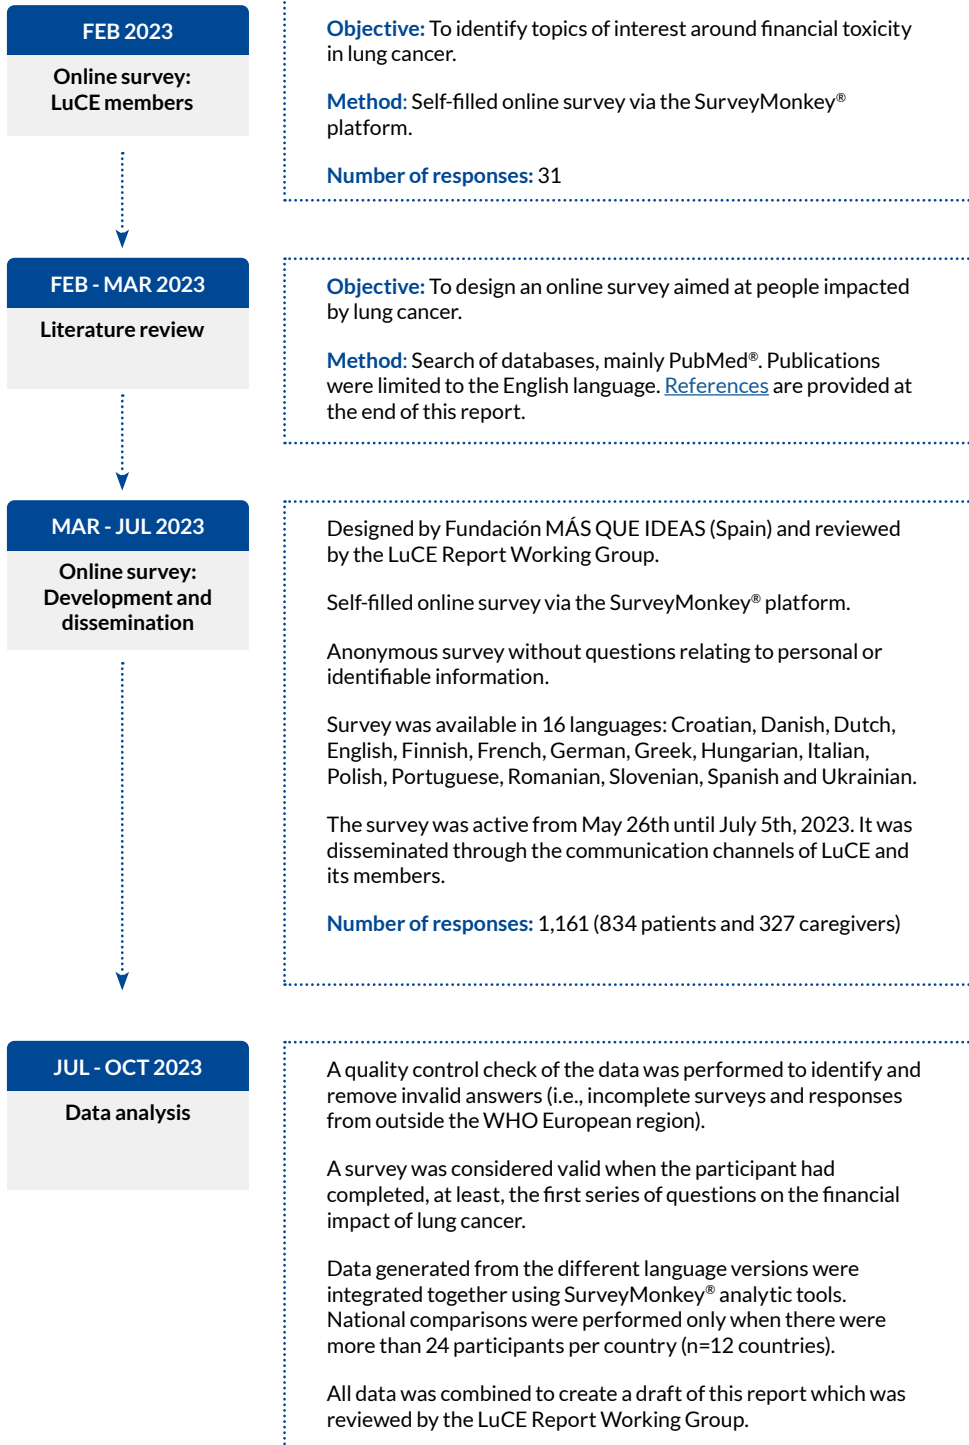 FEB 2023
Online survey:
LuCE members
Objective: To identify topics of interest around financial toxicity
in lung cancer.
Method: Self-filled online survey via the SurveyMonkey®
platform.
Number of responses: 31
FEB - MAR 2023
Literature review
Objective: To design an online survey aimed at people impacted
by lung cancer.
Method: Search of databases, mainly PubMed®. Publications
were limited to the English language. References are provided at
the end of this report.
MAR - JUL 2023
Online survey:
Development and
dissemination
Designed by Fundación MÁS QUE IDEAS (Spain) and reviewed
by the LuCE Report Working Group.
Self-filled online survey via the SurveyMonkey® platform.
Anonymous survey without questions relating to personal or
identifiable information.
Survey was available in 16 languages: Croatian, Danish, Dutch,
English, Finnish, French, German, Greek, Hungarian, Italian,
Polish, Portuguese, Romanian, Slovenian, Spanish and Ukrainian.
The survey was active from May 26th until July 5th, 2023. It was
disseminated through the communication channels of LuCE and
its members.
Number of responses: 1,161 (834 patients and 327 caregivers)
JUL - OCT 2023
Data analysis
A quality control check of the data was performed to identify and
remove invalid answers (i.e., incomplete surveys and responses
from outside the WHO European region).
A survey was considered valid when the participant had
completed, at least, the first series of questions on the financial
impact of lung cancer.
Data generated from the different language versions were
integrated together using SurveyMonkey® analytic tools.
National comparisons were performed only when there were
more than 24 participants per country (n=12 countries).
All data was combined to create a draft of this report which was
reviewed by the LuCE Report Working Group.